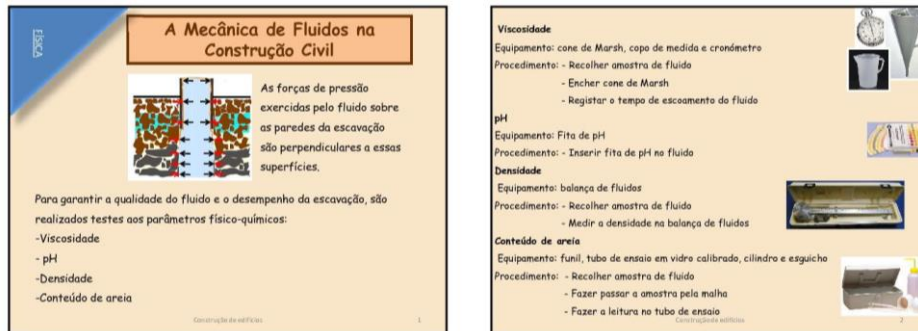 FÍSICA
A Mecânica de Fluidos na
Construção Civil
As forças de pressão
exercidas pelo fluido sobre
as paredes da escavação
são perpendiculares a essas
superfícies.
Para garantir a qualidade do fluido e o desempenho da escavação, são
realizados testes aos parâmetros físico-químicos:
-Viscosidade
- pH
-Densidade
-Conteúdo de areia
Construção de edifícios
1
Viscosidade
Equipamento: cone de Marsh, copo de medida e cronómetro
Procedimento: - Recolher amostra de fluido
- Encher cone de Marsh
- Registar o tempo de escoamento do fluido
pH
Equipamento: Fita de pH
Procedimento: - Inserir fita de pH no fluido
Densidade
Equipamento: balança de fluidos
Procedimento: - Recolher amostra de fluido
- Medir a densidade na balança de fluidos
Conteúdo de areia
Equipamento: funil, tubo de ensaio em vidro calibrado, cilindro e esguicho
Procedimento: - Recolher amostra de fluido
- Fazer passar a amostra pela malha
- Fazer a leitura no tubo de ensaio
Construção de edifícios
2